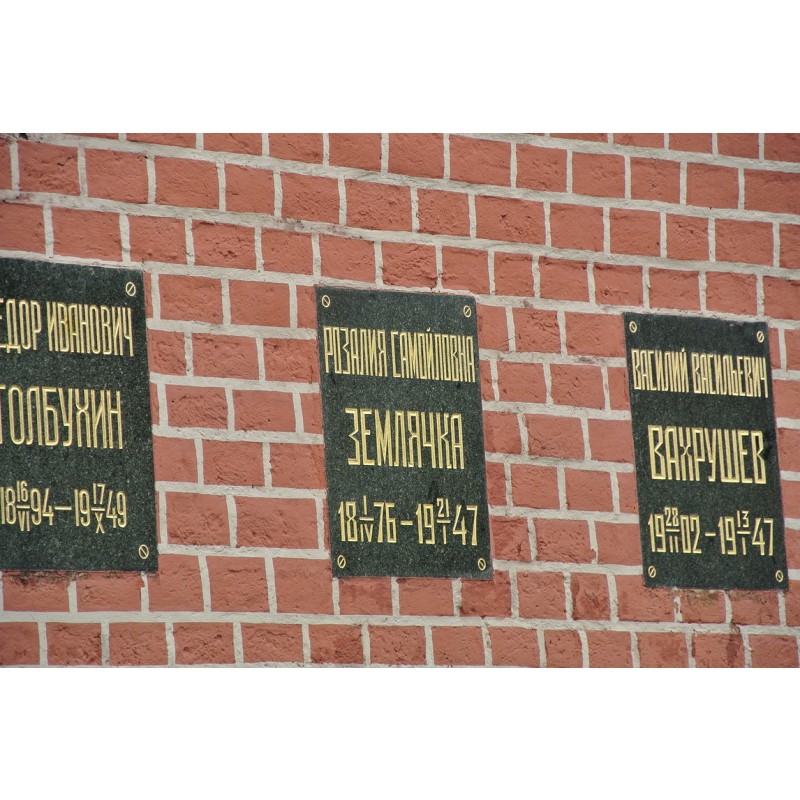 ЕДОР ИВАНОВИЧ
ТОЛБУХИН
18 16/VI 94–19 17/X 49
РОЗАЛИЯ САМОЙЛОВНА
ЗЕМЛЯЧКА
18 1/IV 76–19 21/I 47
ВАСИЛИЙ ВАСИЛЬЕВИЧ
ВАХРУШЕВ
19 28/II 02–19 13/I 47